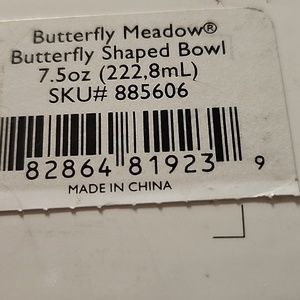 Butterfly Meadow®
Butterfly Shaped Bowl
7.5oz (222,8mL)
SKU# 885606
82864 81923 9
MADE IN CHINA